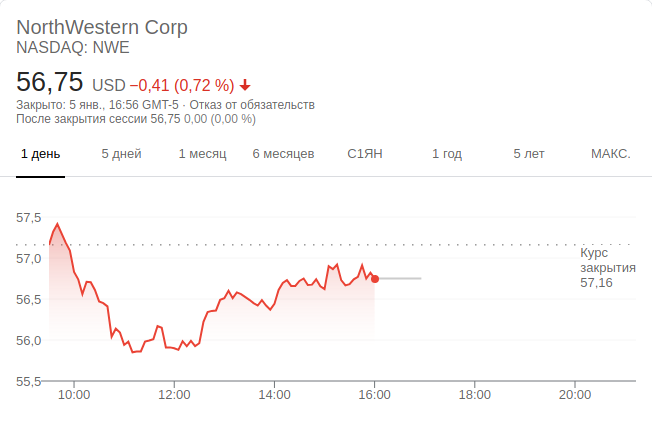 NorthWestern Corp
NASDAQ: NWE
56,75 USD −0,41 (0,72 %)
Закрыто: 5 янв., 16:56 GMT-5 · Отказ от обязательств
После закрытия сессии 56,75 0,00 (0,00 %)
1 день 5 дней 1 месяц 6 месяцев С1ЯН 1 год 5 лет МАКС.
57,5
57,0
56,5
56,0
55,5
Курс
закрытия
57,16
10:00 12:00 14:00 16:00 18:00 20:00